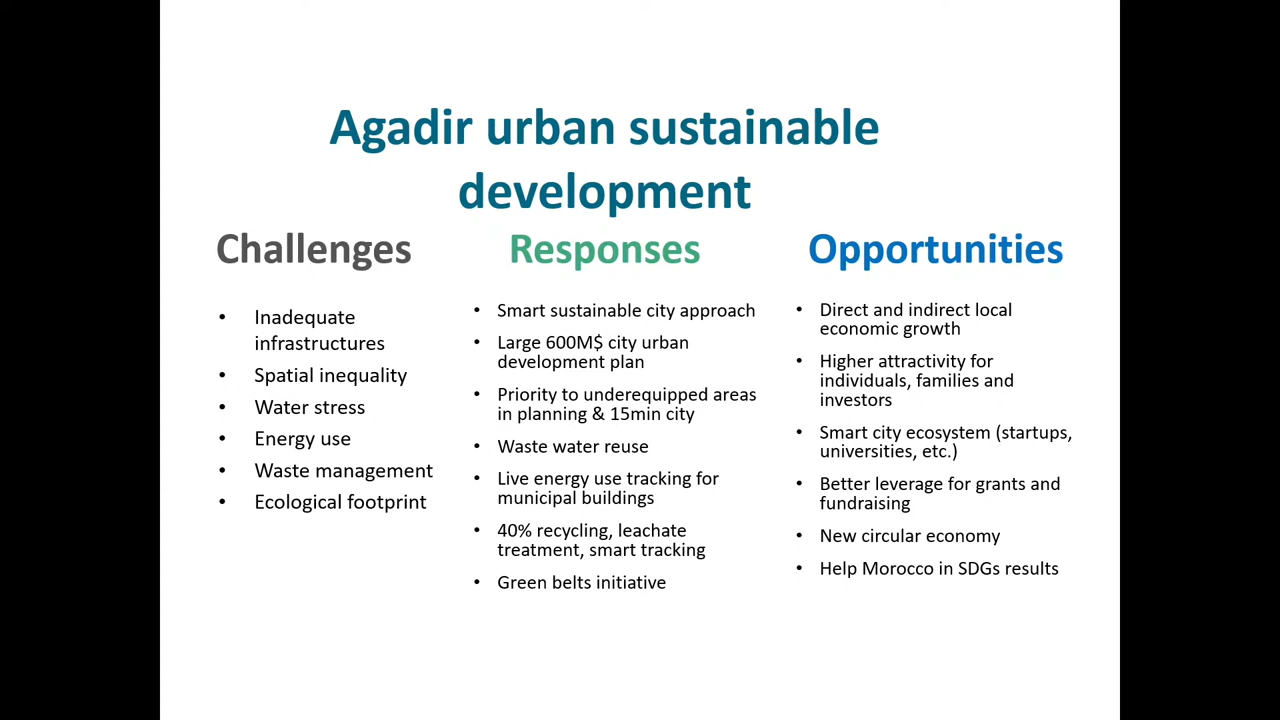 Agadir urban sustainable
development
Challenges
• Inadequate
infrastructures
• Spatial inequality
• Water stress
• Energy use
• Waste management
• Ecological footprint
Responses
• Smart sustainable city approach
• Large 600M$ city urban
development plan
• Priority to underequipped areas
in planning & 15min city
• Waste water reuse
• Live energy use tracking for
municipal buildings
• 40% recycling, leachate
treatment, smart tracking
• Green belts initiative
Opportunities
• Direct and indirect local
economic growth
• Higher attractivity for
individuals, families and
investors
• Smart city ecosystem (startups,
universities, etc.)
• Better leverage for grants and
fundraising
• New circular economy
• Help Morocco in SDGs results